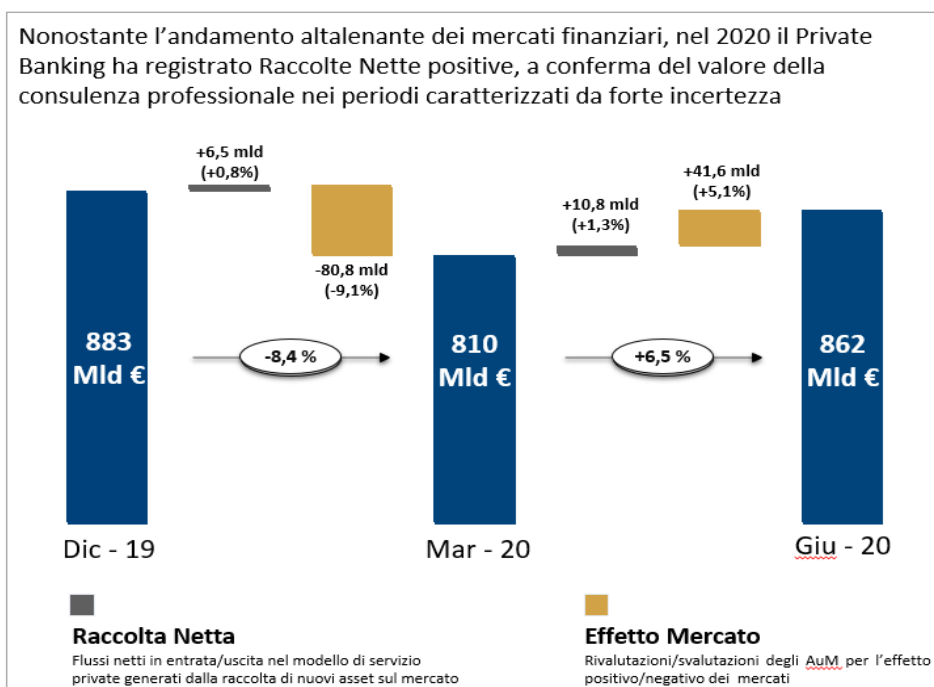 Nonostante l'andamento altalenante dei mercati finanziari, nel 2020 il Private
Banking ha registrato Raccolte Nette positive, a conferma del valore della
consulenza professionale nei periodi caratterizzati da forte incertezza
+6,5 mld
(+0,8%)
-80,8 mld
(-9,1%)
+10,8 mld
(+1,3%)
+41,6 mld
(+5,1%)
883
Mld €
-8,4 %
810
Mld €
+6,5 %
862
Mld €
Dic - 19
Mar - 20
Giu - 20
Raccolta Netta
Flussi netti in entrata/uscita nel modello di servizio
private generati dalla raccolta di nuovi asset sul mercato
Effetto Mercato
Rivalutazioni/svalutazioni degli AuM per l'effetto
positivo/negativo dei mercati